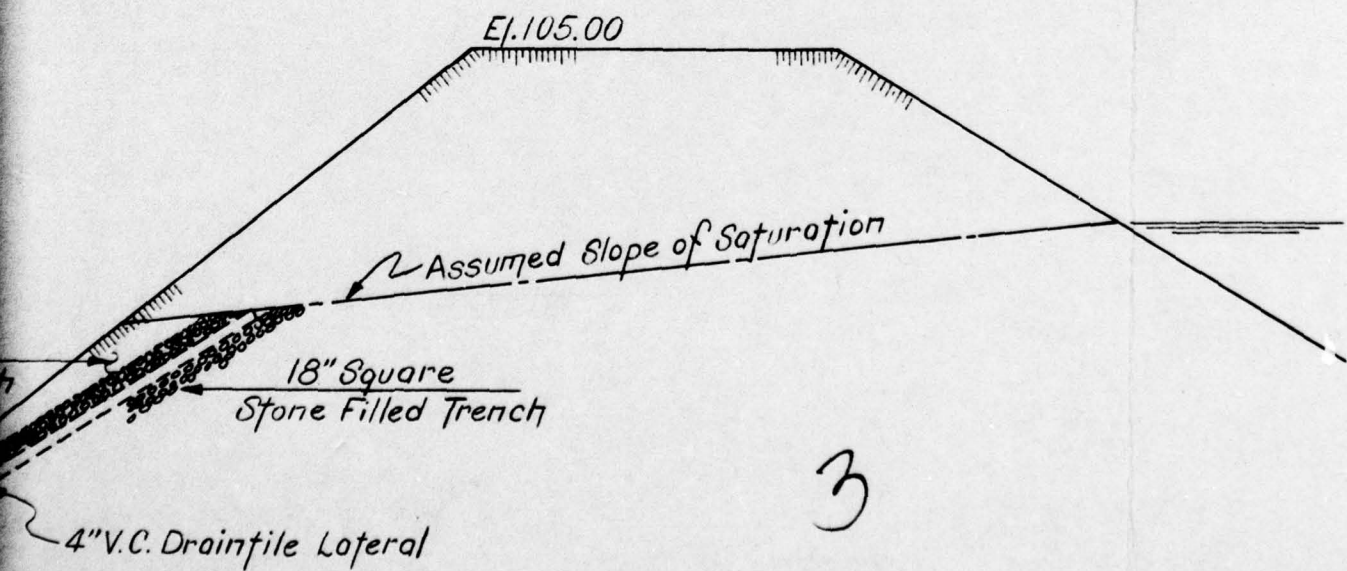 El.105.00
Assumed Slope of Saturation
18" Square
Stone Filled Trench
3
4" V.C. Draintile Lateral